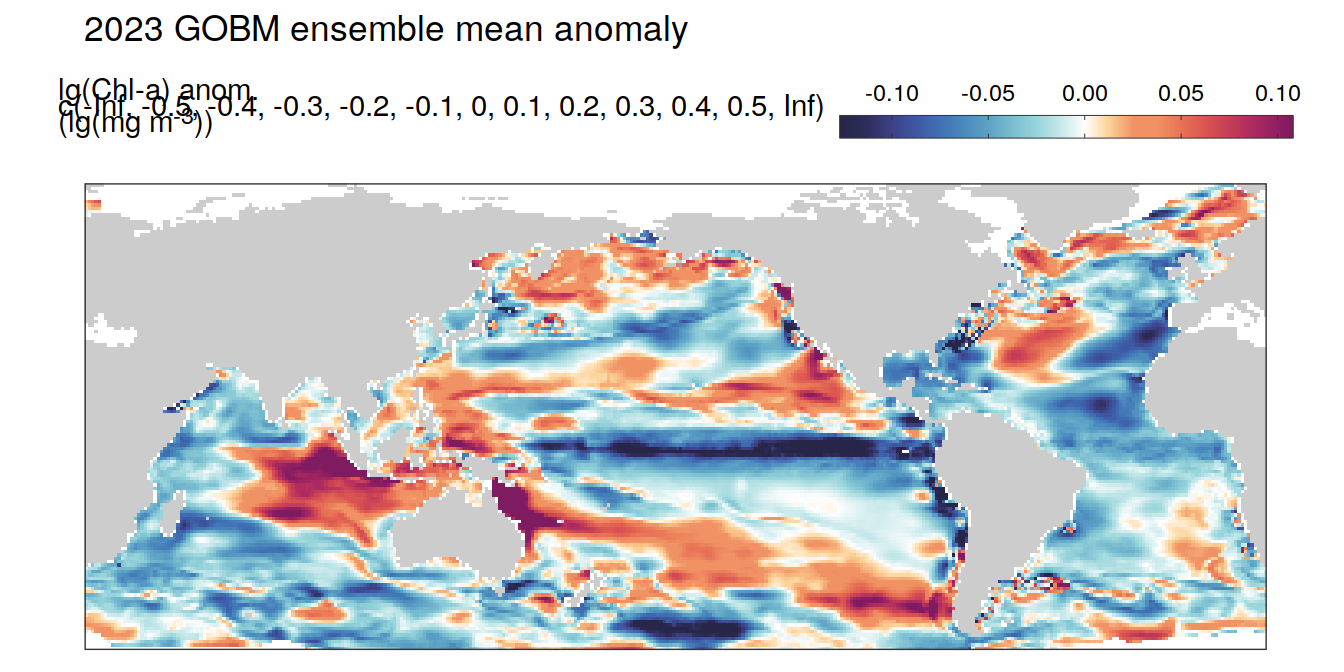 2023 GOBM ensemble mean anomaly
lg(Chl-a) anom.
c(-Inf, -0.5, -0.4, -0.3, -0.2, -0.1, 0, 0.1, 0.2, 0.3, 0.4, 0.5, Inf)
(lg(mg m⁻³))
-0.10 -0.05 0.00 0.05 0.10